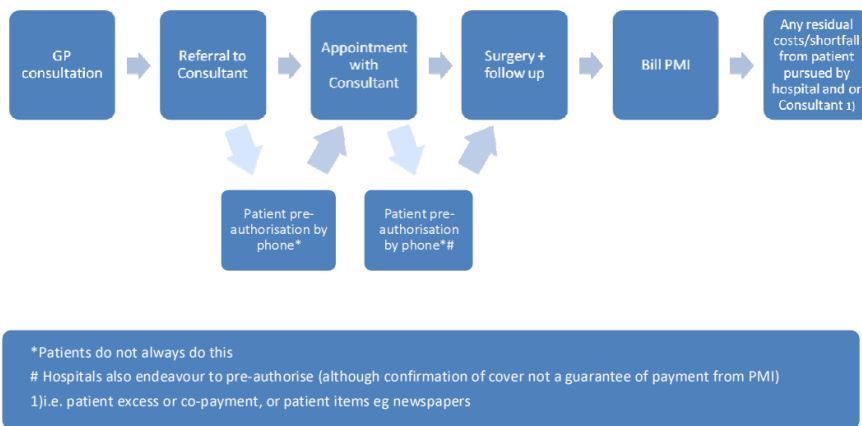 GP
consultation
Referral to
Consultant
Appointment
with
Consultant
Surgery +
follow up
Bill PMI
Any residual
costs/shortfall
from patient
pursued by
hospital and or
Consultant 1)
Patient pre-
authorisation by
phone*
Patient pre-
authorisation
by phone*#
*Patients do not always do this
# Hospitals also endeavour to pre-authorise (although confirmation of cover not a guarantee of payment from PMI)
1)i.e. patient excess or co-payment, or patient items eg newspapers